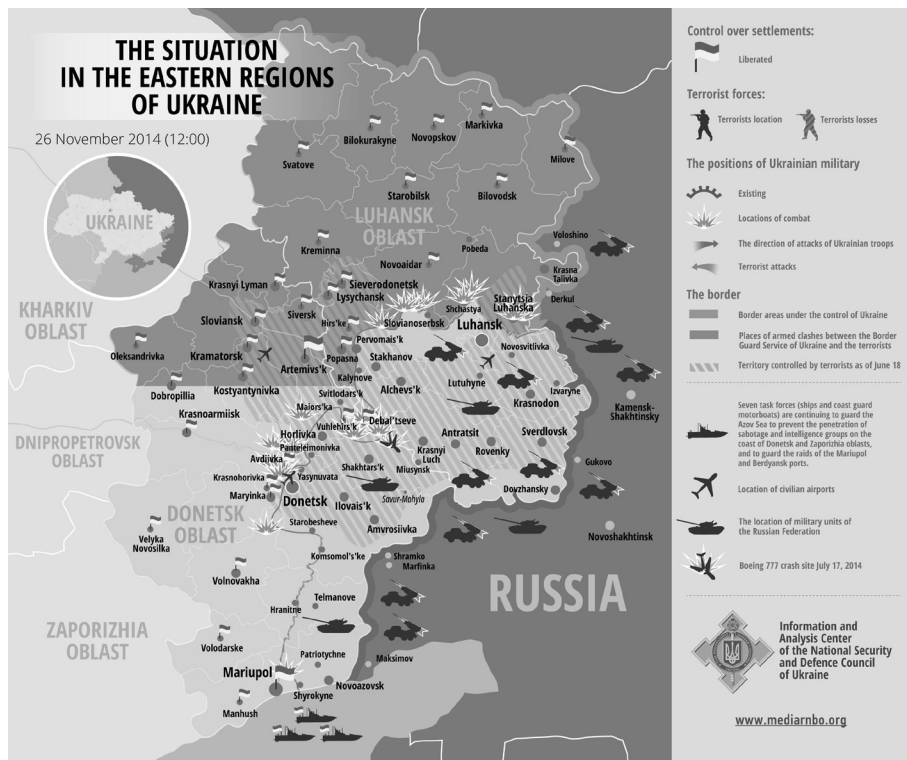 THE SITUATION
IN THE EASTERN REGIONS
OF UKRAINE
26 November 2014 (12:00)
UKRAINE
KHARKIV
OBLAST
DNIPROPETROVSK
OBLAST
ZAPORIZHIA
OBLAST
LUHANSK
OBLAST
DONETSK
OBLAST
RUSSIA
Svatove
Bilokurakyne
Novopskov
Markivka
Milove
Starobilsk
Bilovodsk
Kreminna
Novoaidar
Pobeda
Voloshino
Krasna
Talivka
Krasnyi Lyman
Sieverodonetsk
Lysychansk
Stanytsia
Luhanska
Derkul
Shchastya
Sloviansk
Siversk
Hirs'ke
Slovianoserbsk
Luhansk
Oleksandrivka
Kramatorsk
Pervomais'k
Popasna
Stakhanov
Novosvitlivka
Artemivs'k
Kalynove
Lutuhyne
Izvaryne
Kostyantynivka
Svitlodars'k
Alchevs'k
Krasnodon
Dobropillia
Maiors'ka
Debal'tseve
Kamensk-
Shakhtinsky
Krasnoarmiisk
Vuhlehirs'k
Horlivka
Antratsit
Sverdlovsk
Panteleimonivka
Krasnyi
Luch
Rovenky
Avdiivka
Shakhtars'k
Miusynsk
Gukovo
Krasnohorivka
Yasynuvata
Maryinka
Donetsk
Savur-Mohyla
Dovzhansky
Ilovais'k
Velyka
Novosilka
Starobesheve
Amvrosiivka
Novoshakhtinsk
Komsomol's'ke
Shramko
Marfinka
Volnovakha
Hranitne
Telmanove
Volodarske
Patriotychne
Maksimov
Mariupol
Novoazovsk
Shyrokyne
Manhush
Control over settlements:
Liberated
Terrorist forces:
Terrorists location
Terrorists losses
The positions of Ukrainian military
Existing
Locations of combat
The direction of attacks of Ukrainian troops
Terrorist attacks
The border
Border areas under the control of Ukraine
Places of armed clashes between the Border
Guard Service of Ukraine and the terrorists
Territory controlled by terrorists as of June 18
Seven task forces (ships and coast guard
motorboats) are continuing to guard the
Azov Sea to prevent the penetration of
sabotage and intelligence groups on the
coast of Donetsk and Zaporizhia oblasts,
and to guard the raids of the Mariupol
and Berdyansk ports.
Location of civilian airports
The location of military units of
the Russian Federation
Boeing 777 crash site July 17, 2014
Information and
Analysis Center
of the National Security
and Defence Council
of Ukraine
www.mediarnbo.org